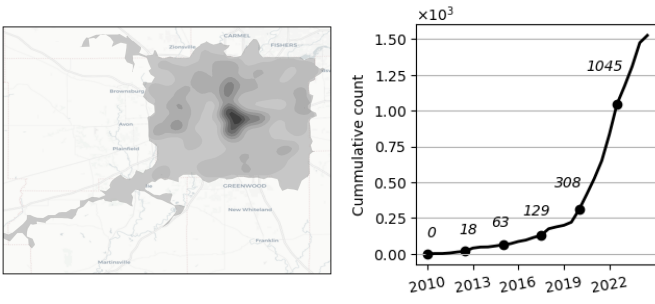 CARMEL
Zionsville
FISHERS
Brownsburg
Avon
Plainfield
GREENWOOD
New Whiteland
Franklin
Martinsville
×10³
Cummulative count
1.50
1.25
1.00
0.75
0.50
0.25
0.00
0
18
63
129
308
1045
2010
2013
2016
2019
2022